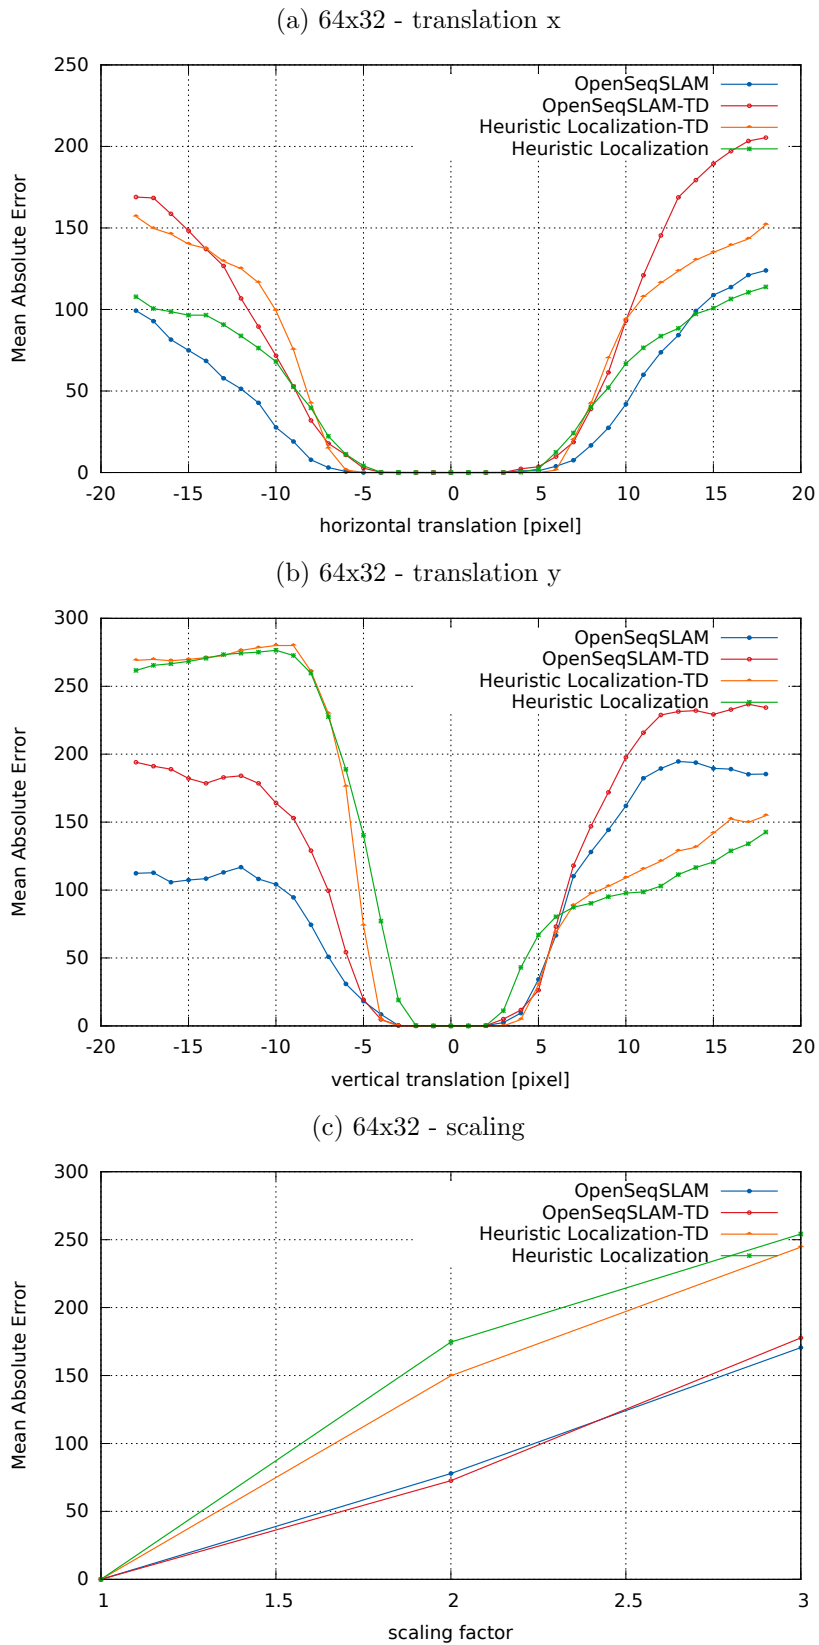 (a) 64x32 - translation x
250
200
150
100
50
0
Mean Absolute Error
OpenSeqSLAM
OpenSeqSLAM-TD
Heuristic Localization-TD
Heuristic Localization
-20 -15 -10 -5 0 5 10 15 20
horizontal translation [pixel]
(b) 64x32 - translation y
300
250
200
150
100
50
0
Mean Absolute Error
OpenSeqSLAM
OpenSeqSLAM-TD
Heuristic Localization-TD
Heuristic Localization
-20 -15 -10 -5 0 5 10 15 20
vertical translation [pixel]
(c) 64x32 - scaling
300
250
200
150
100
50
0
Mean Absolute Error
OpenSeqSLAM
OpenSeqSLAM-TD
Heuristic Localization-TD
Heuristic Localization
1 1.5 2 2.5 3
scaling factor